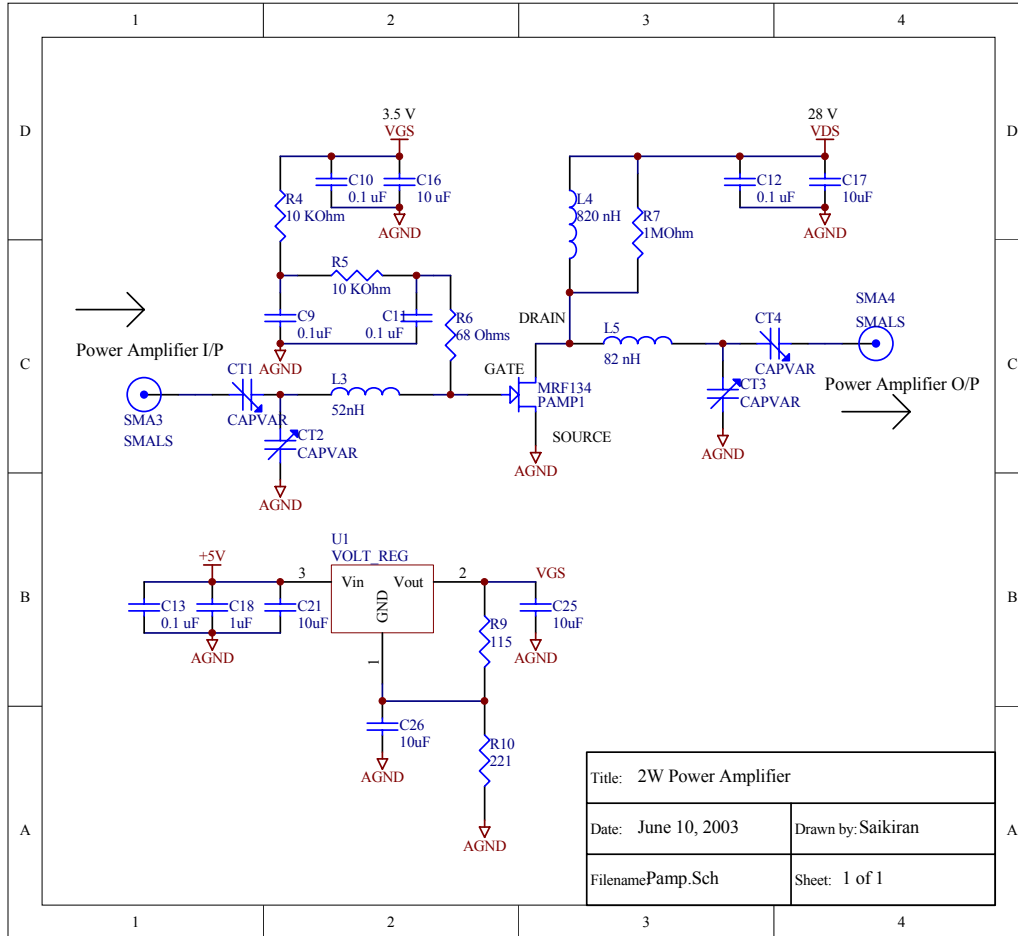 1 2 3 4
D D
3.5 V
VGS
28 V
VDS
C10
0.1 uF
C16
10 uF
C12
0.1 uF
C17
10uF
R4
10 KOhm
AGND
L4
820 nH
R7
1MOhm
AGND
R5
10 KOhm
C9
0.1uF
C11
0.1 uF
R6
68 Ohms
AGND
DRAIN
L5
82 nH
CT4
CAPVAR
SMA4
SMALS
C C
Power Amplifier I/P
CT1
CAPVAR
L3
52nH
GATE
MRF134
PAMP1
CT3
CAPVAR
Power Amplifier O/P
SMA3
SMALS
CT2
CAPVAR
SOURCE
AGND
AGND
AGND
U1
VOLT_REG
+5V
3
Vin
Vout
GND
2
VGS
1
B B
C13
0.1 uF
C18
1uF
C21
10uF
R9
115
C25
10uF
AGND
AGND
C26
10uF
R10
221
AGND
AGND
A A
Title: 2W Power Amplifier
Date: June 10, 2003
Drawn by: Saikiran
Filename: Pamp.Sch
Sheet: 1 of 1
1 2 3 4